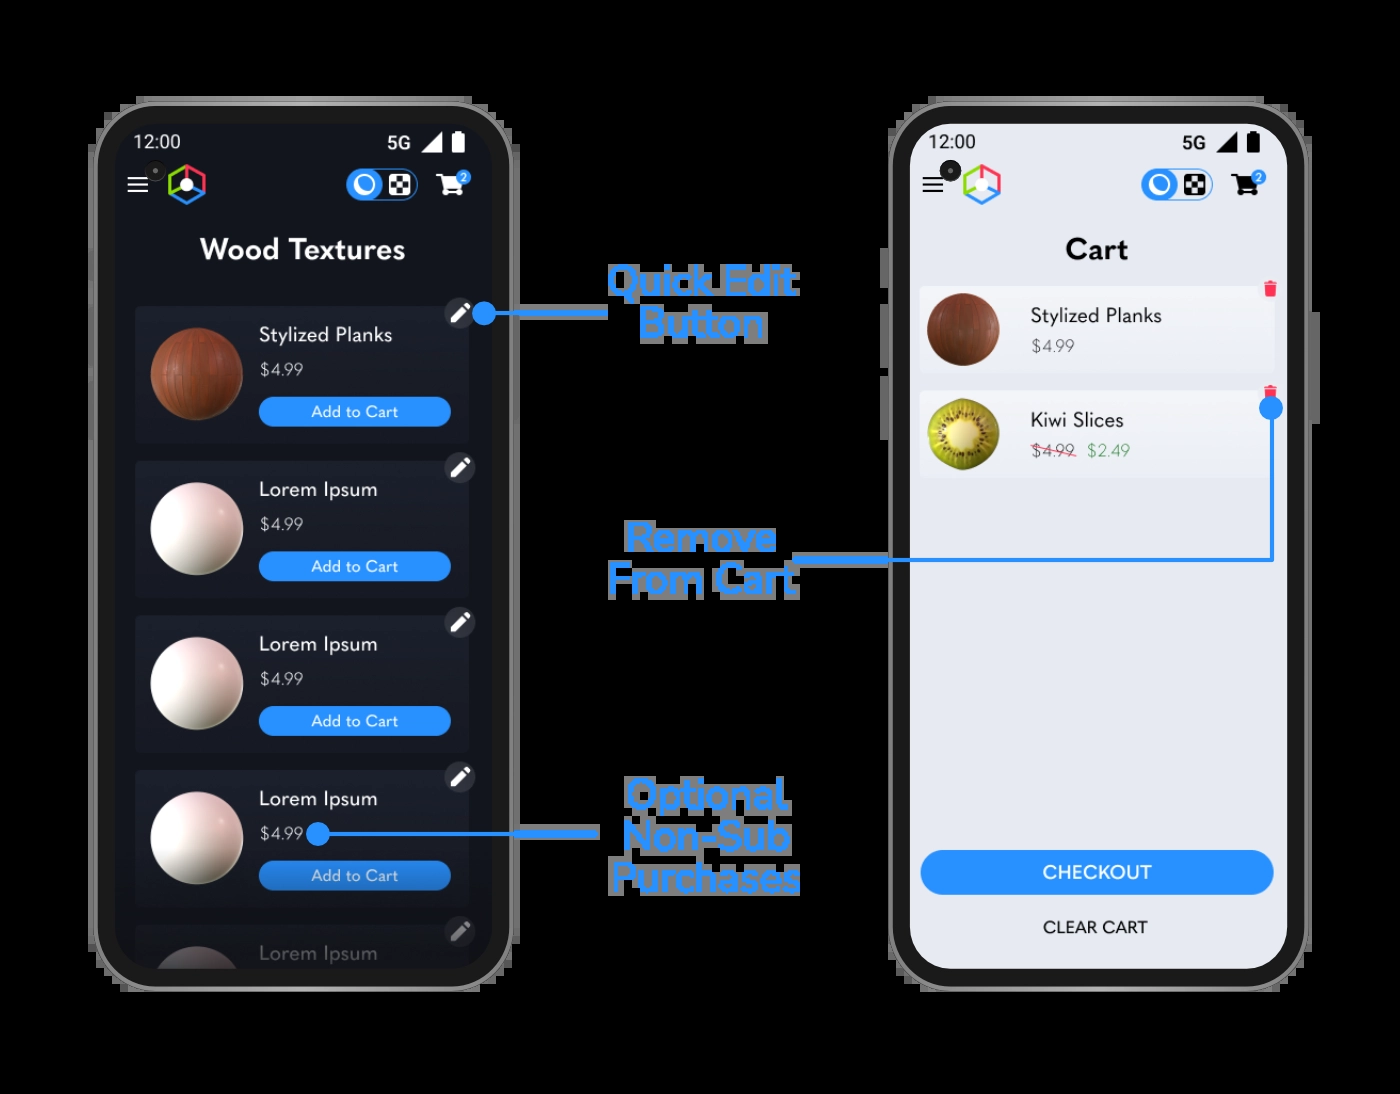 12:00
5G
2
Wood Textures
Stylized Planks
$4.99
Add to Cart
Lorem Ipsum
$4.99
Add to Cart
Lorem Ipsum
$4.99
Add to Cart
Lorem Ipsum
$4.99
Add to Cart
Lorem Ipsum
Quick Edit
Button
Remove
From Cart
Optional
Non-Sub
Purchases
12:00
5G
2
Cart
Stylized Planks
$4.99
Kiwi Slices
$4.99 $2.49
CHECKOUT
CLEAR CART